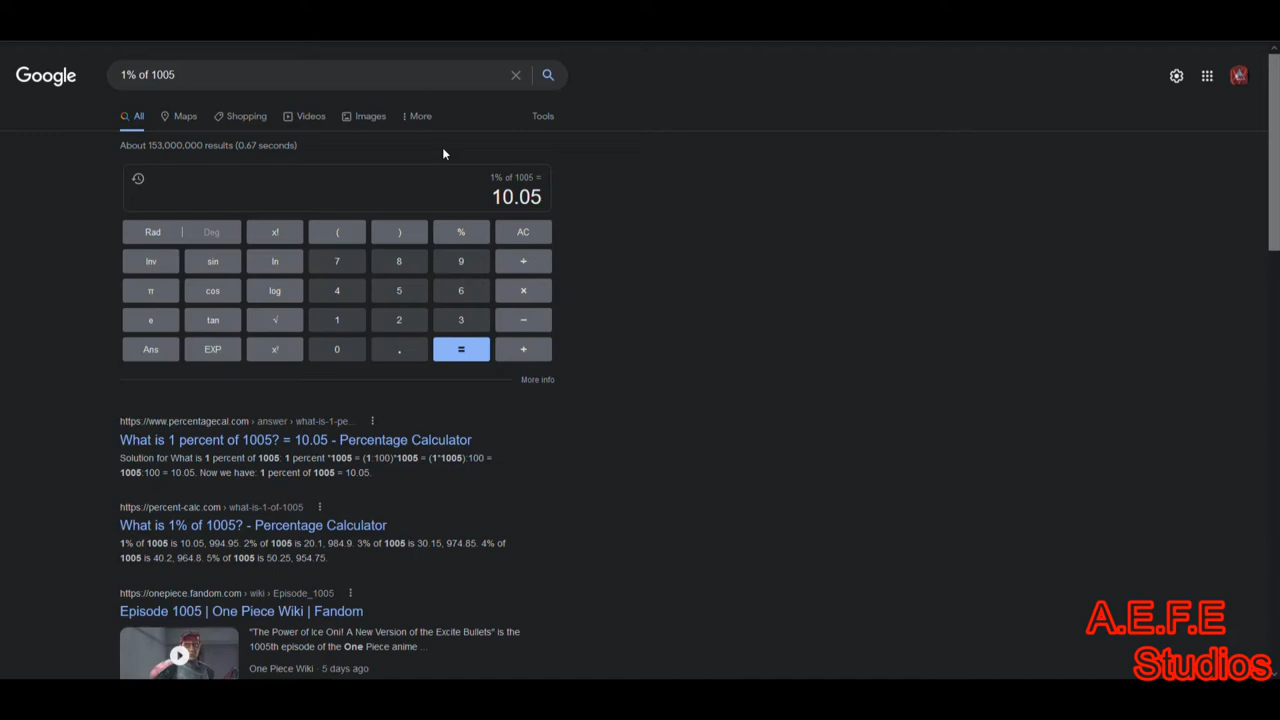 Google
1% of 1005
All Maps Shopping Videos Images More Tools
About 153,000,000 results (0.67 seconds)
1% of 1005 =
10.05
Rad | Deg x! ( ) % AC
Inv sin ln 7 8 9 ÷
π cos log 4 5 6 ×
e tan √ 1 2 3 −
Ans EXP xʸ 0 . = +
More info
https://www.percentagecal.com › answer › what-is-1-pe...
What is 1 percent of 1005? = 10.05 - Percentage Calculator
Solution for What is 1 percent of 1005: 1 percent *1005 = (1:100)*1005 = (1*1005):100 =
1005:100 = 10.05. Now we have: 1 percent of 1005 = 10.05.
https://percent-calc.com › what-is-1-of-1005
What is 1% of 1005? - Percentage Calculator
1% of 1005 is 10.05, 994.95. 2% of 1005 is 20.1, 984.9. 3% of 1005 is 30.15, 974.85. 4% of
1005 is 40.2, 964.8. 5% of 1005 is 50.25, 954.75.
https://onepiece.fandom.com › wiki › Episode_1005
Episode 1005 | One Piece Wiki | Fandom
"The Power of Ice Oni! A New Version of the Excite Bullets" is the
1005th episode of the One Piece anime ...
One Piece Wiki · 5 days ago
A.E.F.E
Studios